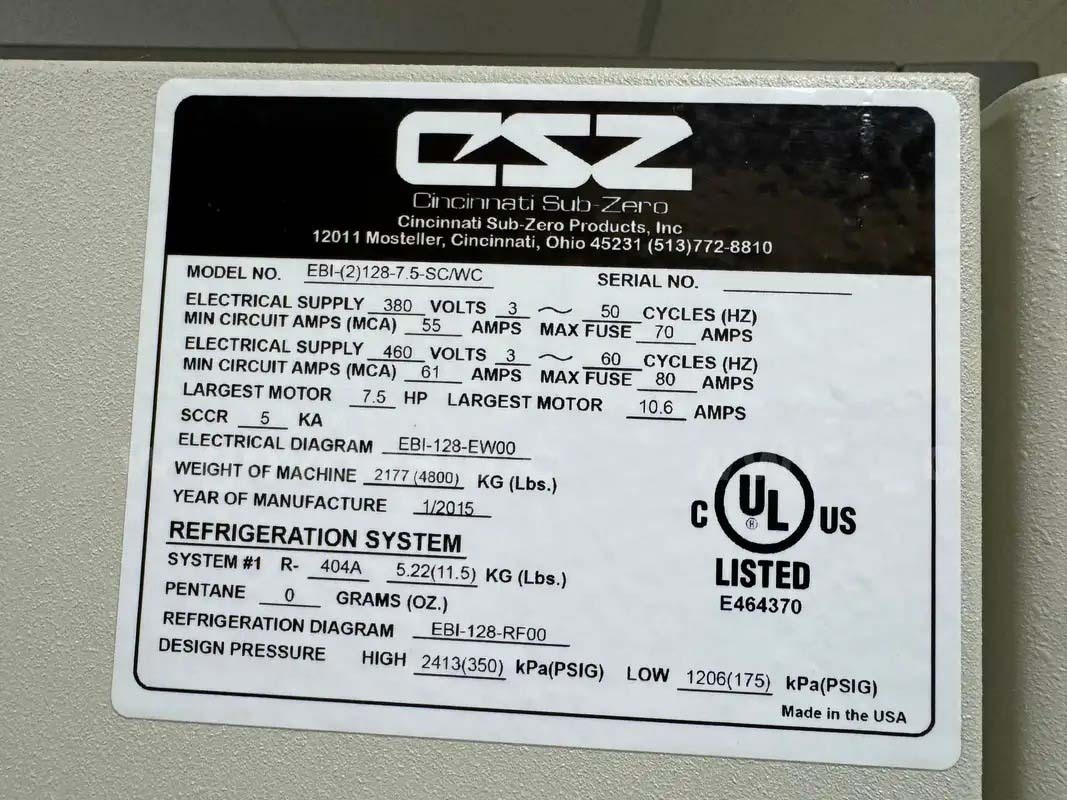 CSZ
Cincinnati Sub-Zero
Cincinnati Sub-Zero Products, Inc
12011 Mosteller, Cincinnati, Ohio 45231 (513)772-8810
MODEL NO. EBI-(2)128-7.5-SC/WC SERIAL NO.
ELECTRICAL SUPPLY 380 VOLTS 3 ~ 50 CYCLES (HZ)
MIN CIRCUIT AMPS (MCA) 55 AMPS MAX FUSE 70 AMPS
ELECTRICAL SUPPLY 460 VOLTS 3 ~ 60 CYCLES (HZ)
MIN CIRCUIT AMPS (MCA) 61 AMPS MAX FUSE 80 AMPS
LARGEST MOTOR 7.5 HP LARGEST MOTOR 10.6 AMPS
SCCR 5 KA
ELECTRICAL DIAGRAM EBI-128-EW00
WEIGHT OF MACHINE 2177 (4800) KG (Lbs.)
YEAR OF MANUFACTURE 1/2015
C UL ® US
LISTED
E464370
REFRIGERATION SYSTEM
SYSTEM #1 R- 404A 5.22(11.5) KG (Lbs.)
PENTANE 0 GRAMS (OZ.)
REFRIGERATION DIAGRAM EBI-128-RF00
DESIGN PRESSURE HIGH 2413(350) kPa(PSIG) LOW 1206(175) kPa(PSIG)
Made in the USA